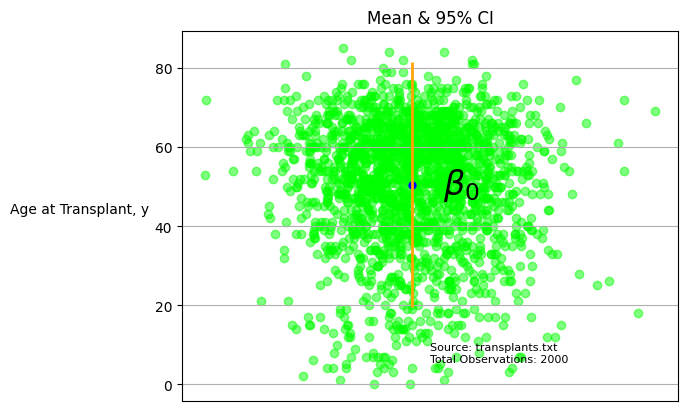 Mean & 95% CI
80
60
Age at Transplant, y
40
20
0
β₀
Source: transplants.txt
Total Observations: 2000